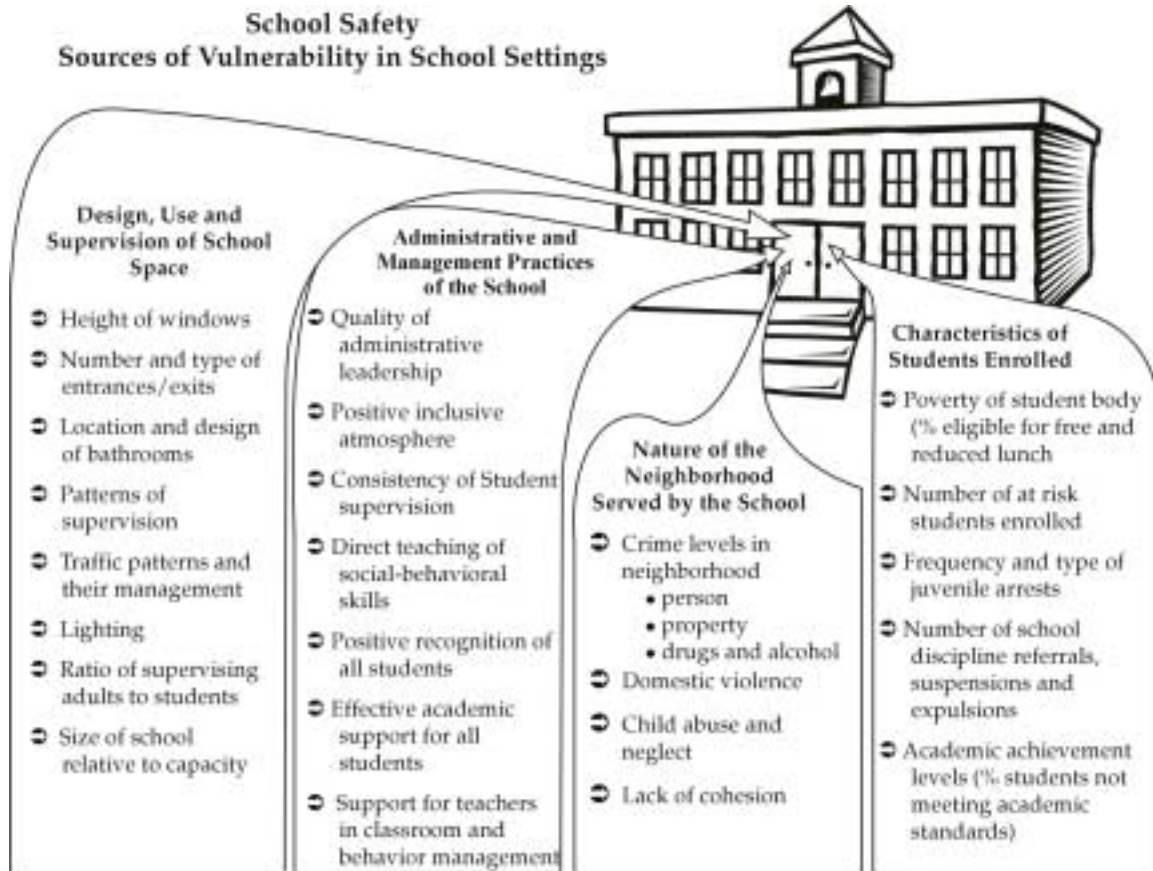 School Safety
Sources of Vulnerability in School Settings
Design, Use and
Supervision of School
Space
➲ Height of windows
➲ Number and type of
entrances/exits
➲ Location and design
of bathrooms
➲ Patterns of
supervision
➲ Traffic patterns and
their management
➲ Lighting
➲ Ratio of supervising
adults to students
➲ Size of school
relative to capacity
Administrative and
Management Practices
of the School
➲ Quality of
administrative
leadership
➲ Positive inclusive
atmosphere
➲ Consistency of Student
supervision
➲ Direct teaching of
social-behavioral
skills
➲ Positive recognition of
all students
➲ Effective academic
support for all
students
➲ Support for teachers
in classroom and
behavior management
Nature of the
Neighborhood
Served by the School
➲ Crime levels in
neighborhood
• person
• property
• drugs and alcohol
➲ Domestic violence
➲ Child abuse and
neglect
➲ Lack of cohesion
Characteristics of
Students Enrolled
➲ Poverty of student body
(% eligible for free and
reduced lunch
➲ Number of at risk
students enrolled
➲ Frequency and type of
juvenile arrests
➲ Number of school
discipline referrals,
suspensions and
expulsions
➲ Academic achievement
levels (% students not
meeting academic
standards)